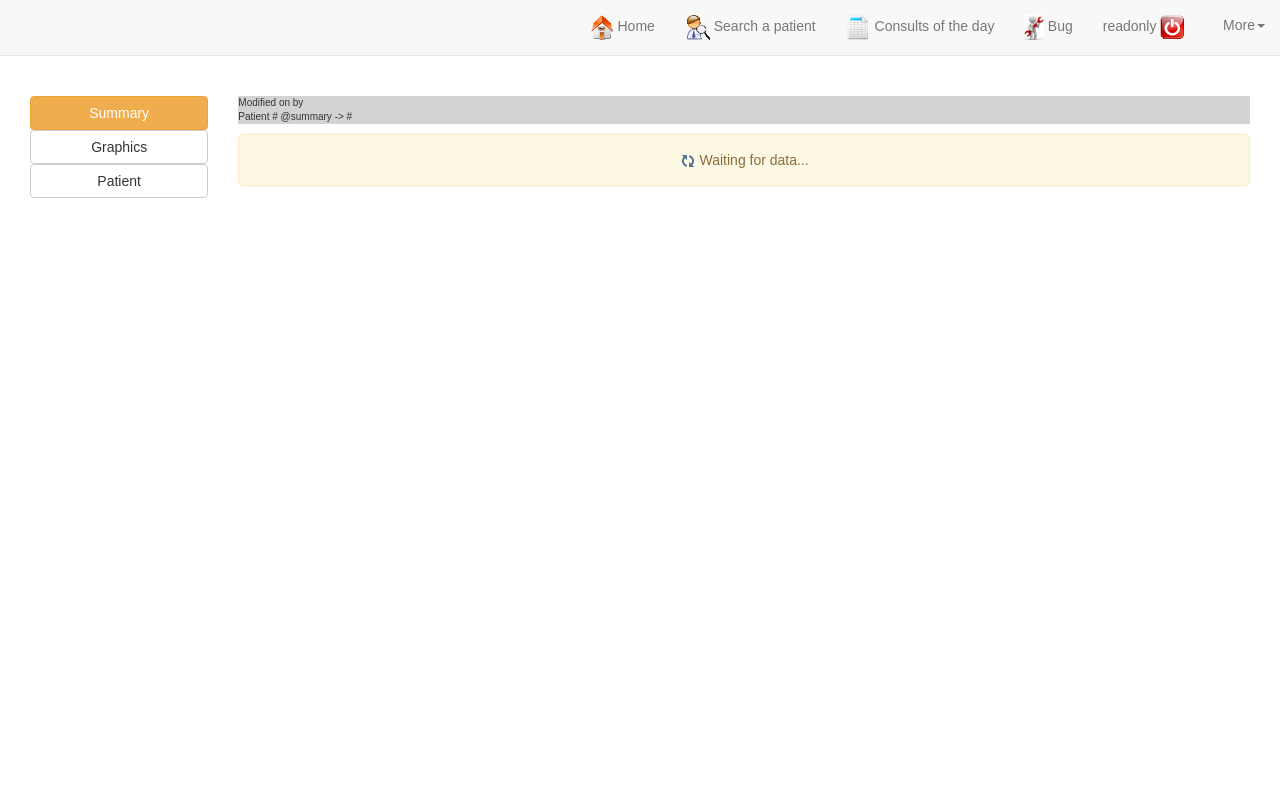 Home Search a patient Consults of the day Bug readonly More
Summary
Graphics
Patient
Modified on by
Patient # @summary -> #
Waiting for data...